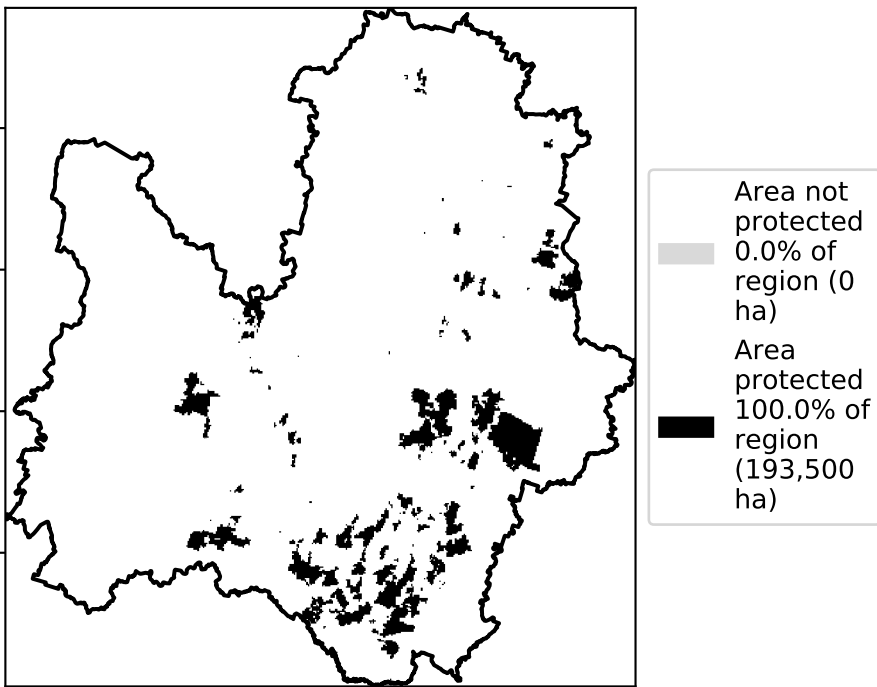 Area not
protected
0.0% of
region (0
ha)
Area
protected
100.0% of
region
(193,500
ha)